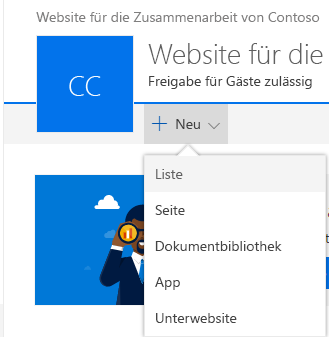 Website für die Zusammenarbeit von Contoso
CC
Website für die
Freigabe für Gäste zulässig
Neu
Liste
Seite
Dokumentbibliothek
App
Unterwebsite